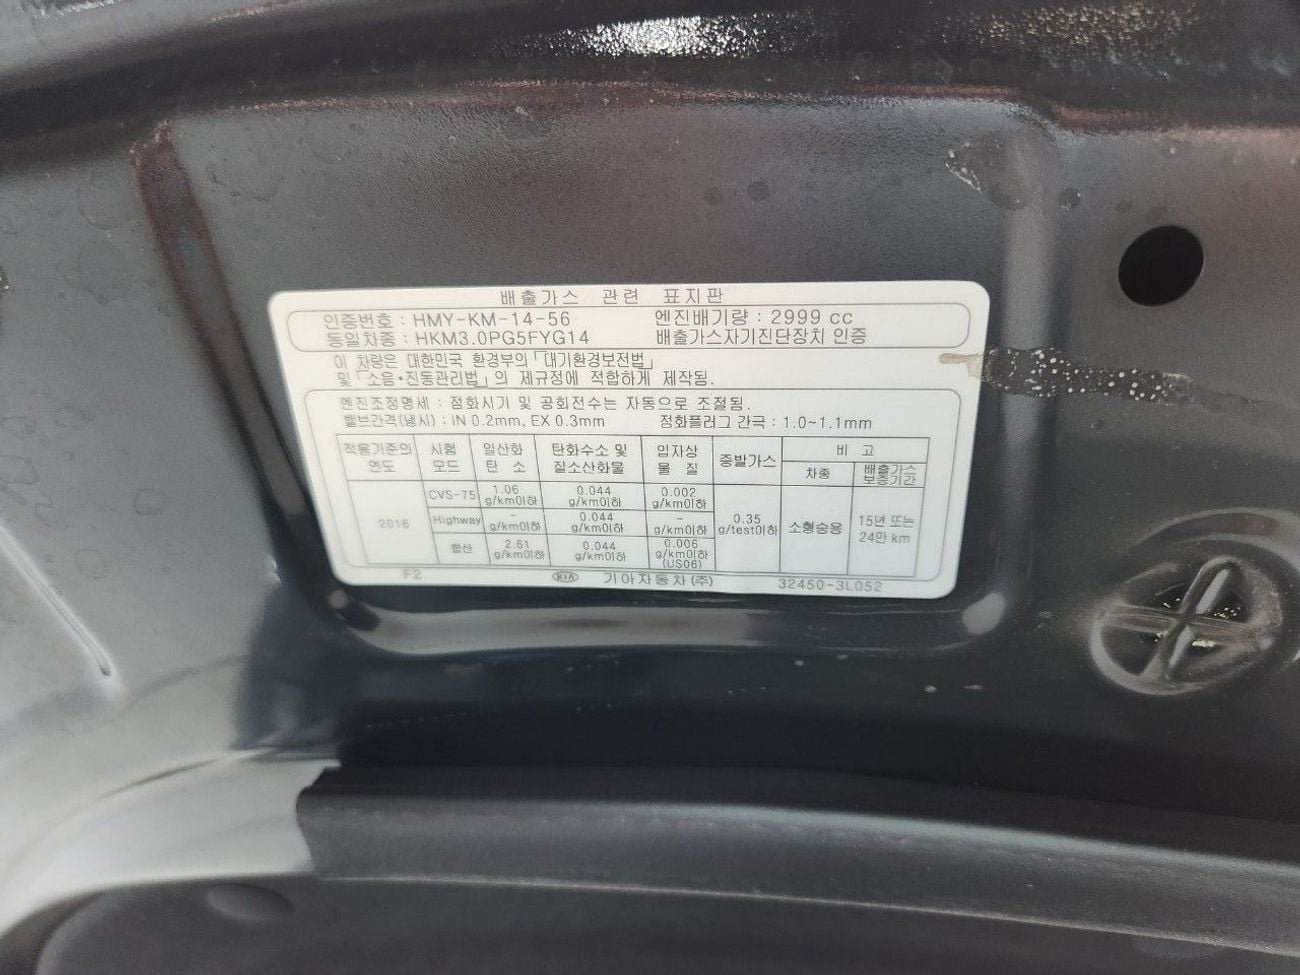 배출가스 관련 표지판
인증번호 : HMY-KM-14-56 엔진배기량 : 2999 cc
동일차종 : HKM3.0PG5FYG14 배출가스자기진단장치 인증
이 차량은 대한민국 환경부의 「대기환경보전법」
및 「소음·진동관리법」의 제규정에 적합하게 제작됨.
엔진조정명세 : 점화시기 및 공회전수는 자동으로 조절됨.
밸브간격(냉시) : IN 0.2mm, EX 0.3mm 점화플러그 간극 : 1.0~1.1mm
적용기준의 연도 시험 모드 일산화 탄 소 탄화수소 및 질소산화물 입자상 물 질 증발가스 비 고
차종 배출가스 보증기간
2016 CVS-75 1.06 g/km이하 0.044 g/km이하 0.002 g/km이하 0.35 g/test이하 소형승용 15년 또는 24만 km
Highway - g/km이하 0.044 g/km이하 - g/km이하
합산 2.61 g/km이하 0.044 g/km이하 0.006 g/km이하 (US06)
F2 KIA 기아자동차(주) 32450-3L052